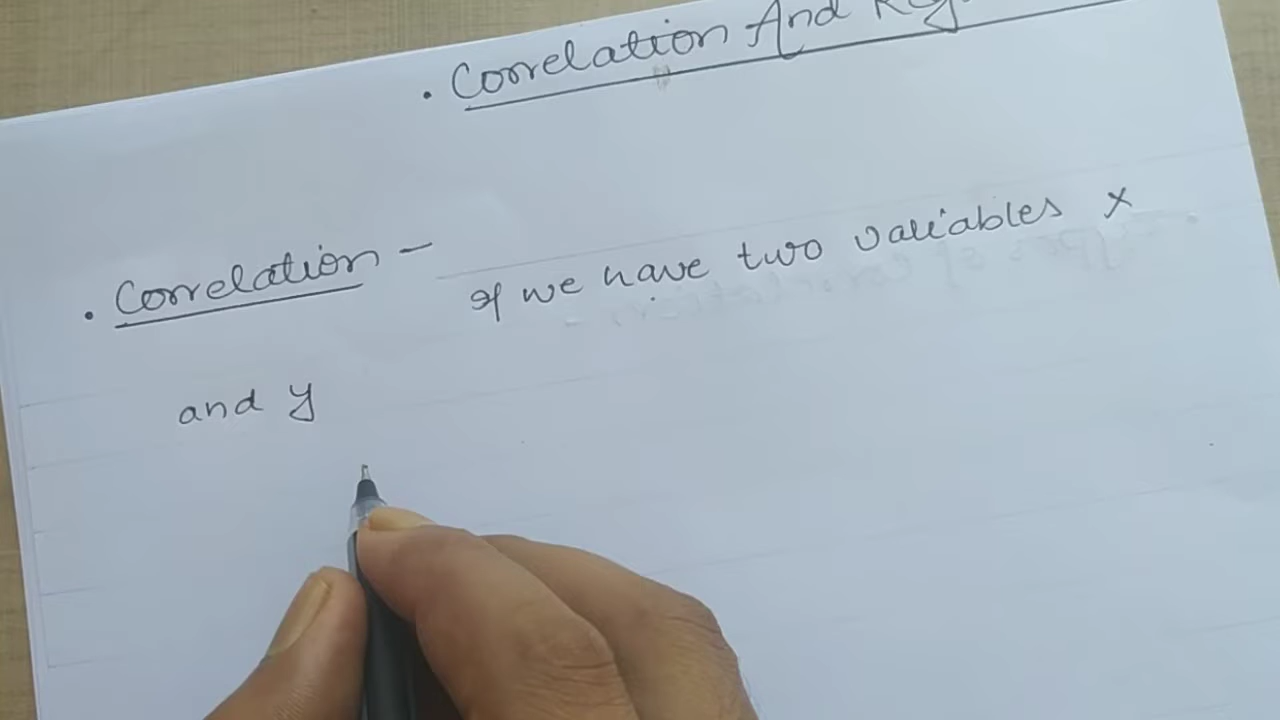 . Correlation And
. Correlation - If we have two variables x
and y